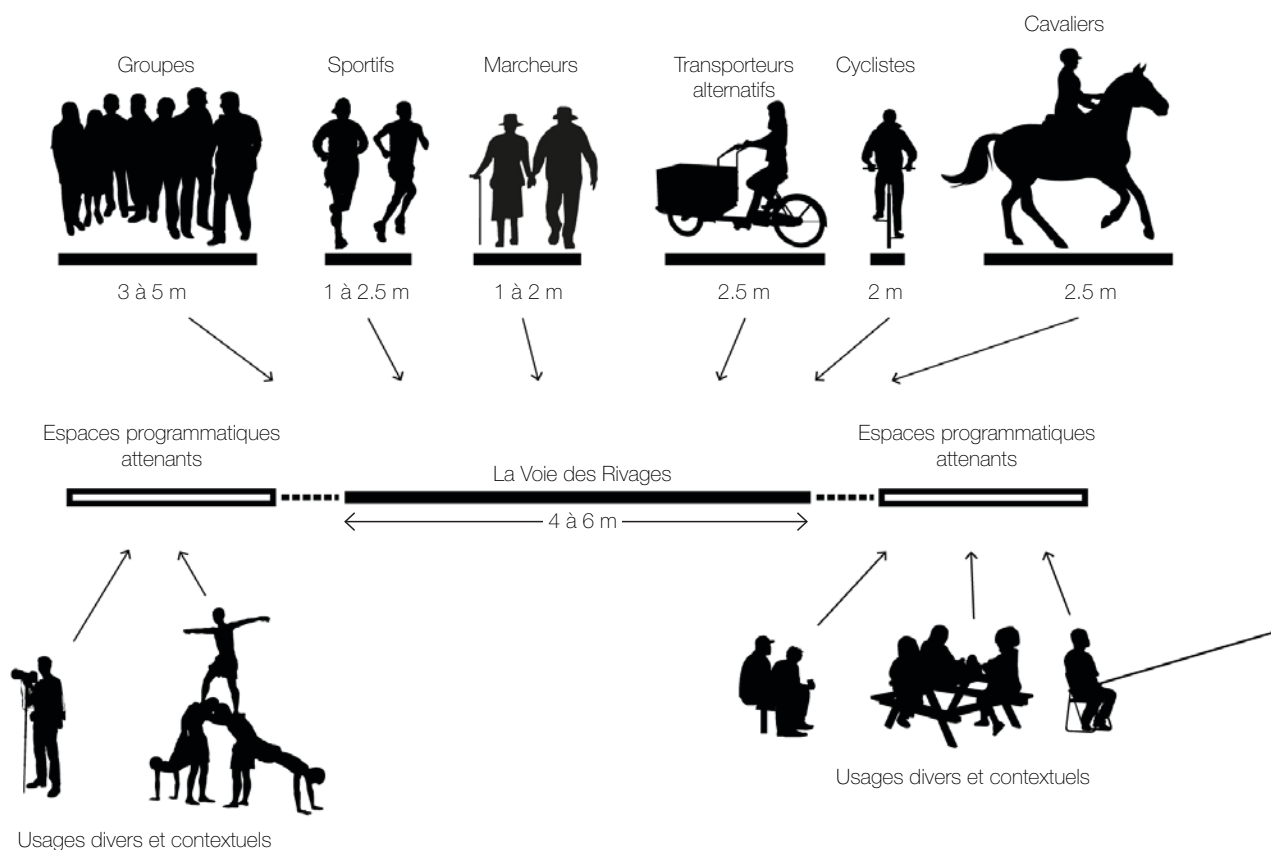 Groupes
Sportifs
Marcheurs
Transporteurs
alternatifs
Cyclistes
Cavaliers
3 à 5 m
1 à 2.5 m
1 à 2 m
2.5 m
2 m
2.5 m
Espaces programmatiques
attenants
La Voie des Rivages
4 à 6 m
Espaces programmatiques
attenants
Usages divers et contextuels
Usages divers et contextuels